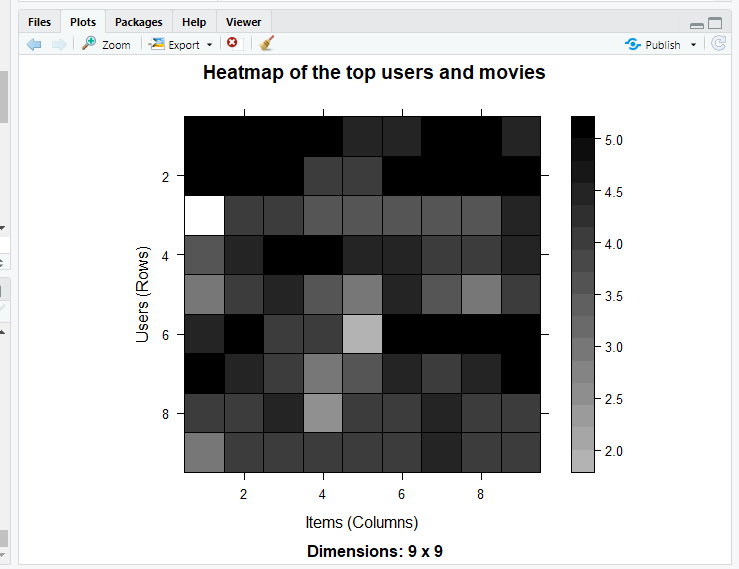 Files Plots Packages Help Viewer
Zoom Export Publish
Heatmap of the top users and movies
5.0
2
4.5
4
4.0
Users (Rows)
3.5
6
3.0
2.5
8
2.0
2 4 6 8
Items (Columns)
Dimensions: 9 x 9